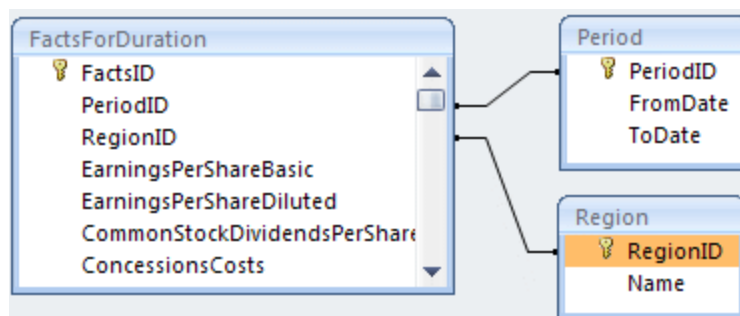 FactsForDuration
FactsID
PeriodID
RegionID
EarningsPerShareBasic
EarningsPerShareDiluted
CommonStockDividendsPerShare
ConcessionsCosts
Period
PeriodID
FromDate
ToDate
Region
RegionID
Name